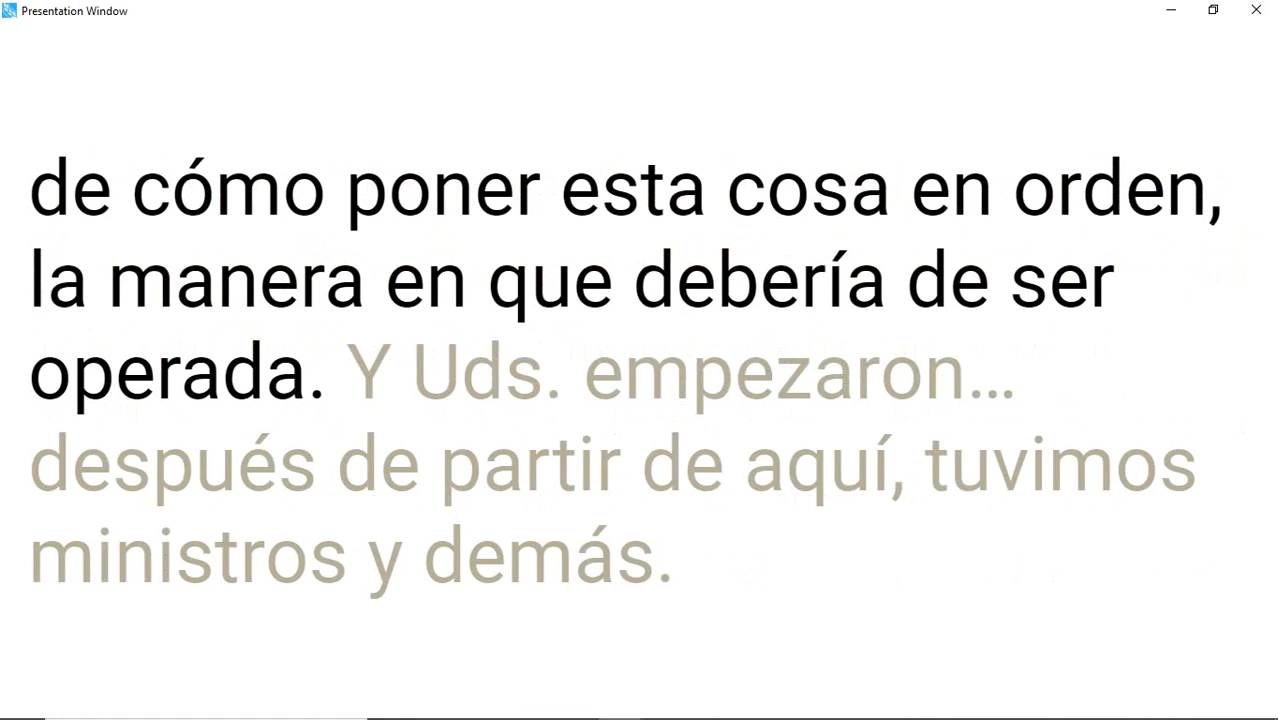 Presentation Window
de cómo poner esta cosa en orden,
la manera en que debería de ser
operada. Y Uds. empezaron...
después de partir de aquí, tuvimos
ministros y demás.